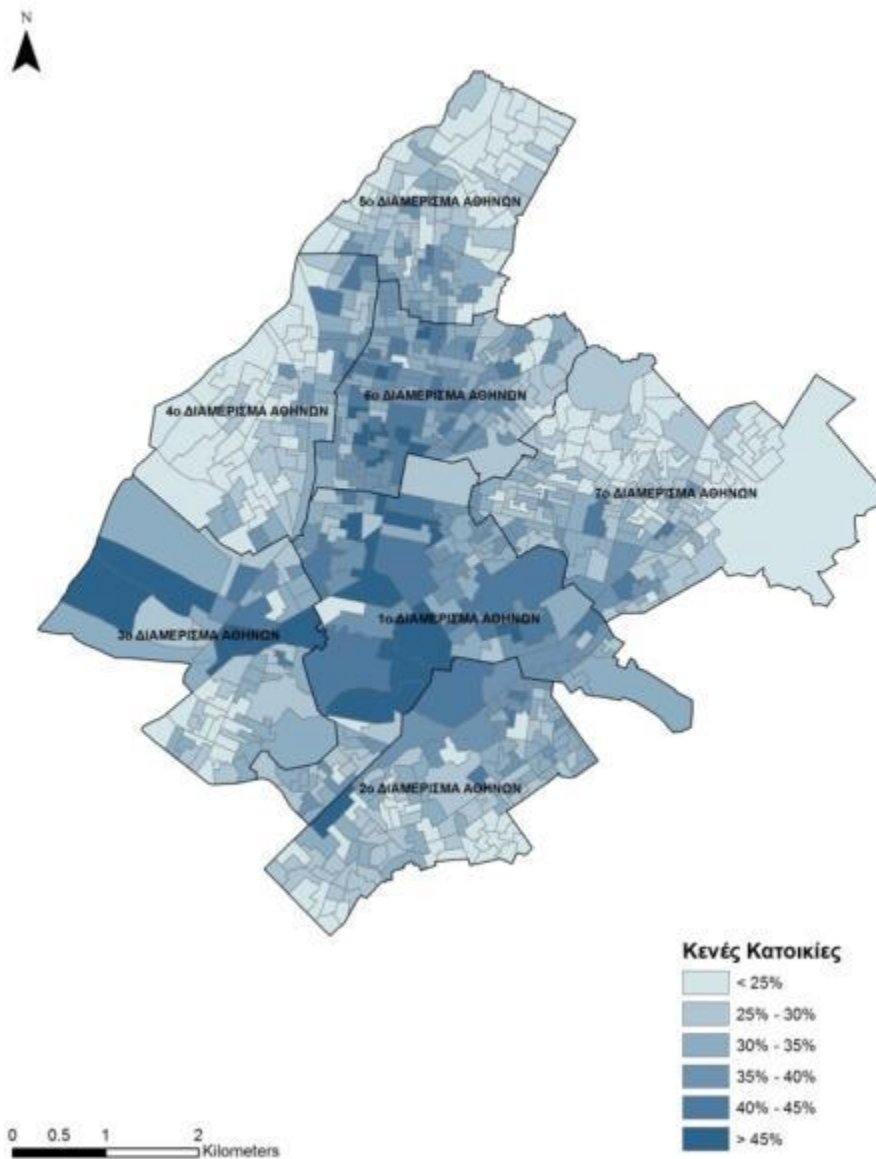 N
5ο ΔΙΑΜΕΡΙΣΜΑ ΑΘΗΝΩΝ
6ο ΔΙΑΜΕΡΙΣΜΑ ΑΘΗΝΩΝ
4ο ΔΙΑΜΕΡΙΣΜΑ ΑΘΗΝΩΝ
7ο ΔΙΑΜΕΡΙΣΜΑ ΑΘΗΝΩΝ
1ο ΔΙΑΜΕΡΙΣΜΑ ΑΘΗΝΩΝ
3ο ΔΙΑΜΕΡΙΣΜΑ ΑΘΗΝΩΝ
2ο ΔΙΑΜΕΡΙΣΜΑ ΑΘΗΝΩΝ
Κενές Κατοικίες
< 25%
25% - 30%
30% - 35%
35% - 40%
40% - 45%
> 45%
0 0.5 1 2
Kilometers